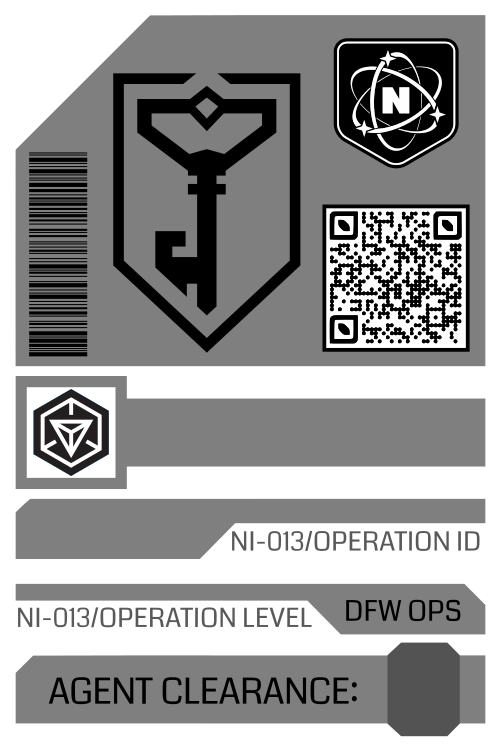 N
NI-013/OPERATION ID
NI-013/OPERATION LEVEL
DFW OPS
AGENT CLEARANCE: